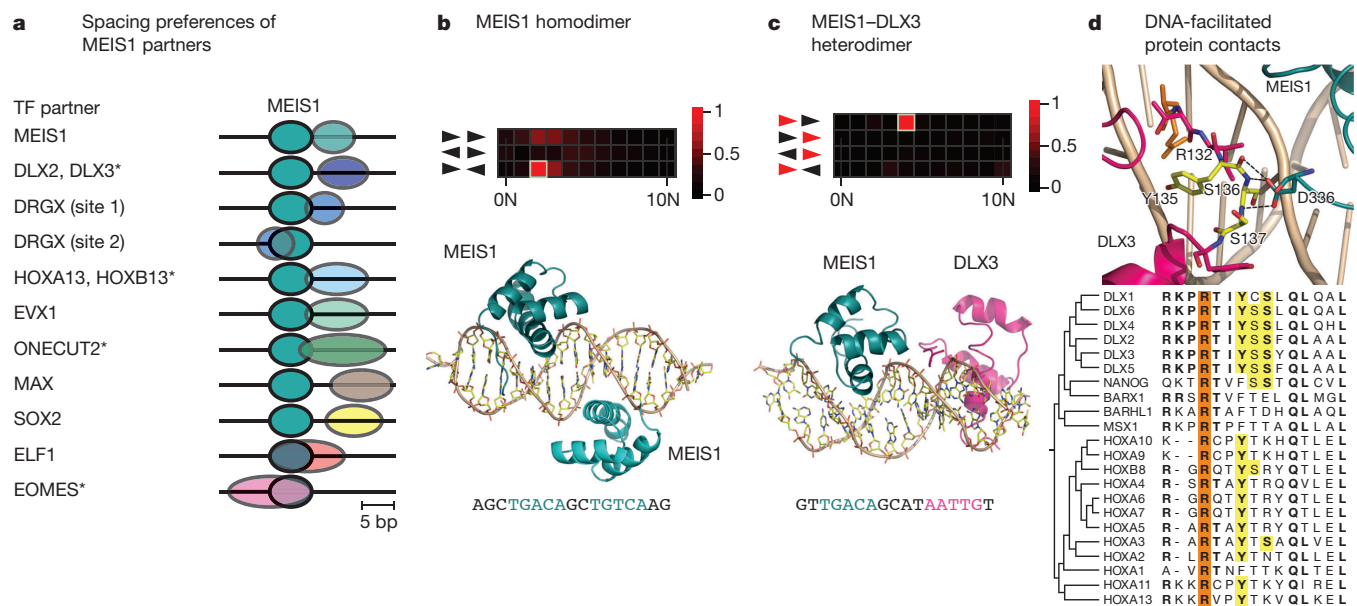 a Spacing preferences of
MEIS1 partners
TF partner
MEIS1
MEIS1
DLX2, DLX3*
DRGX (site 1)
DRGX (site 2)
HOXA13, HOXB13*
EVX1
ONECUT2*
MAX
SOX2
ELF1
EOMES*
5 bp
b MEIS1 homodimer
1
0.5
0
0N 10N
MEIS1
MEIS1
AGCTGACAGCTGTCAAG
c MEIS1–DLX3
heterodimer
1
0.5
0
0N 10N
MEIS1 DLX3
GTTGACAGCATAATTGT
d DNA-facilitated
protein contacts
MEIS1
R132
Y135 S136 D336
S137
DLX3
DLX1 RKPRTIYCSLQLQAL
DLX6 RKPRTIYSSLQLQAL
DLX4 RKPRTIYSSLQLQHL
DLX2 RKPRTIYSSFQLAAL
DLX3 RKPRTIYSSYQLAAL
DLX5 RKPRTIYSSFQLAAL
NANOG QKTRTVFSSTQLCVL
BARX1 RRSRTVFTELQLMGL
BARHL1 RKARTAFTDHQLAQL
MSX1 RKPRTPFTTAQLLAL
HOXA10 K--RCPYTKHQTLEL
HOXA9 K--RCPYTKHQTLEL
HOXB8 R-GRQTYSRYQTLEL
HOXA4 R-SRTAYTRQQVLEL
HOXA6 R-GRQTYTRYQTLEL
HOXA7 R-GRQTYTRYQTLEL
HOXA5 R-ARTAYTRYQTLEL
HOXA3 R-ARTAYTSAQLVEL
HOXA2 R-LRTAYTNTQLLEL
HOXA1 A-VRTNFTTKQLTEL
HOXA11 RKKRCPYTKYQIREL
HOXA13 RKKRVPYTKVQLKEL